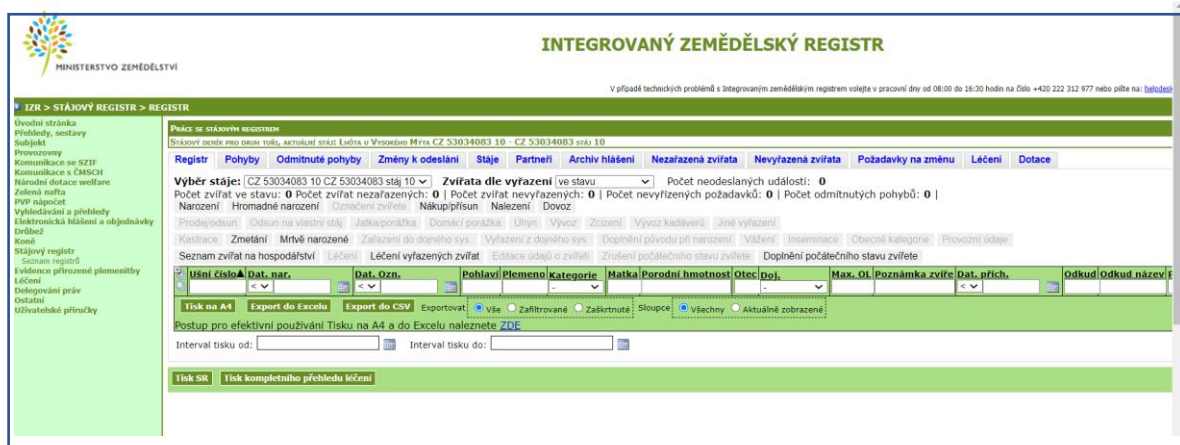 MINISTERSTVO ZEMĚDĚLSTVÍ
INTEGROVANÝ ZEMĚDĚLSKÝ REGISTR
V případě technických problémů s Integrovaným zemědělským registrem volejte v pracovní dny od 08:00 do 16:30 hodin na číslo +420 222 312 977 nebo pište na: helpdesk
IZR > STÁJOVÝ REGISTR > REGISTR
Úvodní stránka
Přehledy, sestavy
Subjekt
Provozovny
Komunikace se SZIF
Komunikace s ČMSCH
Národní dotace welfare
Zelená nafta
PVP nápočet
Vyhledávání a přehledy
Elektronická hlášení a objednávky
Drůbež
Koně
Stájový registr
Seznam registrů
Evidence přirozené plemenitby
Léčení
Delegování práv
Ostatní
Uživatelské příručky
PRÁCE SE STÁJOVÝM REGISTREM
STÁJOVÝ DENÍK PRO DRUH TUŘI, AKTUÁLNÍ STÁJ: LHŮTA U VYSOKÉHO MÝTA CZ 53034083 10 - CZ 53034083 STÁJ 10
Registr Pohyby Odmítnuté pohyby Změny k odeslání Stáje Partneři Archiv hlášení Nezařazená zvířata Nevyřazená zvířata Požadavky na změnu Léčení Dotace
Výběr stáje: CZ 53034083 10 CZ 53034083 stáj 10 Zvířata dle vyřazení ve stavu Počet neodeslaných událostí: 0
Počet zvířat ve stavu: 0 Počet zvířat nezařazených: 0 | Počet zvířat nevyřazených: 0 | Počet nevyřízených požadavků: 0 | Počet odmítnutých pohybů: 0 |
Narození Hromadné narození Označení zvířete Nákup/přísun Nalezení Dovoz
Prodej/odsun Odsun na vlastní stáj Jatka/porážka Domácí porážka Úhyn Vývoz Zcizení Vývoz kadáverů Jiné vyřazení
Kastrace Zmetání Mrtvě narozené Zařazení do dojného sys. Vyřazení z dojného sys. Doplnění původu při narození Vážení Inseminace Obecné kategorie Provozní údaje
Seznam zvířat na hospodářství Léčení Léčení vyřazených zvířat Editace údajů o zvířeti Zrušení počátečního stavu zvířete Doplnění počátečního stavu zvířete
Ušní číslo▲ Dat. nar. Dat. Ozn. Pohlaví Plemeno Kategorie Matka Porodní hmotnost Otec Doj. Max. OL Poznámka zvíře Dat. přích. Odkud Odkud název
< < - - <
Tisk na A4 Export do Excelu Export do CSV Exportovat Vše Zafiltrované Zaškrtnuté Sloupce Všechny Aktuálně zobrazené
Postup pro efektivní používání Tisku na A4 a do Excelu naleznete ZDE
Interval tisku od: Interval tisku do:
Tisk SR Tisk kompletního přehledu léčení